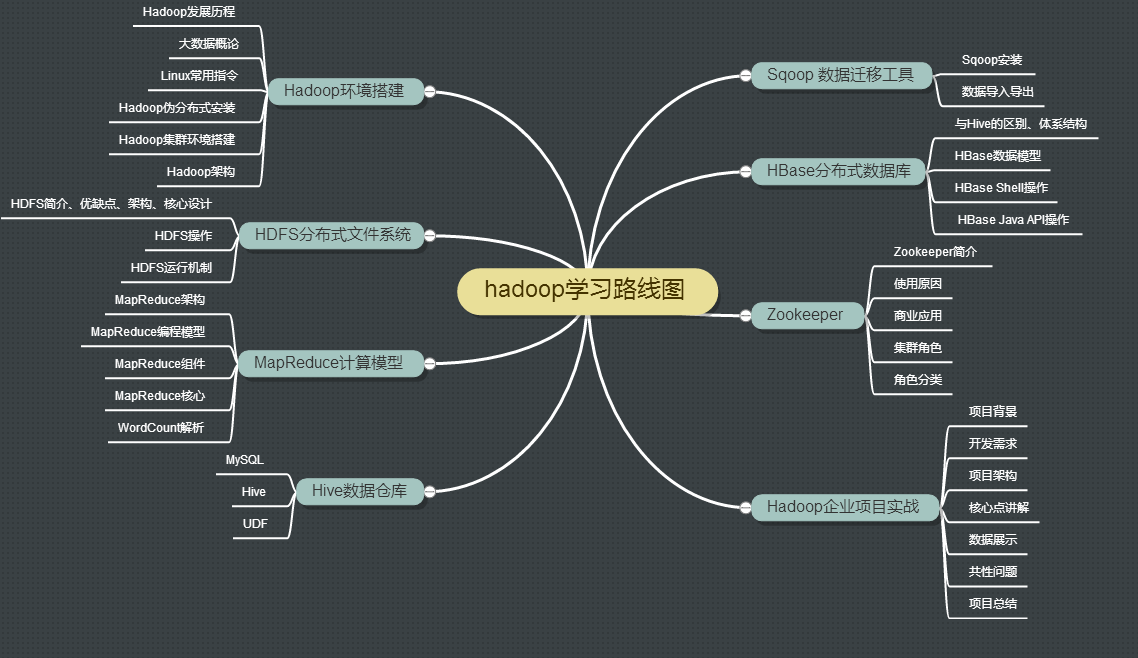 hadoop学习路线图
Hadoop环境搭建
Hadoop发展历程
大数据概论
Linux常用指令
Hadoop伪分布式安装
Hadoop集群环境搭建
Hadoop架构
HDFS分布式文件系统
HDFS简介、优缺点、架构、核心设计
HDFS操作
HDFS运行机制
MapReduce计算模型
MapReduce架构
MapReduce编程模型
MapReduce组件
MapReduce核心
WordCount解析
Hive数据仓库
MySQL
Hive
UDF
Sqoop 数据迁移工具
Sqoop安装
数据导入导出
HBase分布式数据库
与Hive的区别、体系结构
HBase数据模型
HBase Shell操作
HBase Java API操作
Zookeeper
Zookeeper简介
使用原因
商业应用
集群角色
角色分类
Hadoop企业项目实战
项目背景
开发需求
项目架构
核心点讲解
数据展示
共性问题
项目总结